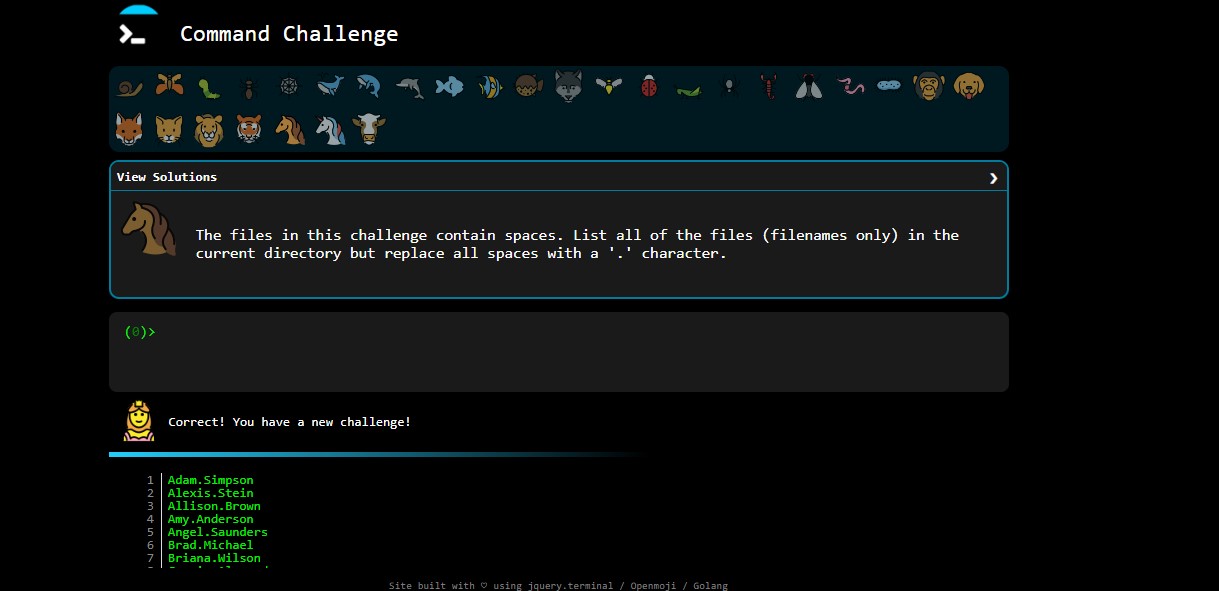 Command Challenge
View Solutions
The files in this challenge contain spaces. List all of the files (filenames only) in the
current directory but replace all spaces with a '.' character.
(0)>
Correct! You have a new challenge!
1 Adam.Simpson
2 Alexis.Stein
3 Allison.Brown
4 Amy.Anderson
5 Angel.Saunders
6 Brad.Michael
7 Briana.Wilson
Site built with ♡ using jquery.terminal / Openmoji / Golang